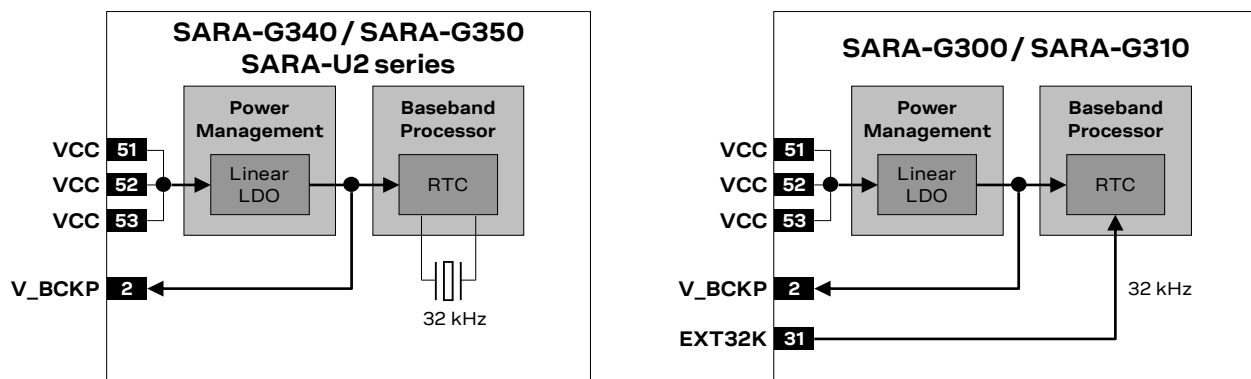 SARA-G340 / SARA-G350
SARA-U2 series
Power
Management
Baseband
Processor
VCC 51
VCC 52
VCC 53
Linear
LDO
RTC
V_BCKP 2
32 kHz
SARA-G300 / SARA-G310
Power
Management
Baseband
Processor
VCC 51
VCC 52
VCC 53
Linear
LDO
RTC
V_BCKP 2
32 kHz
EXT32K 31